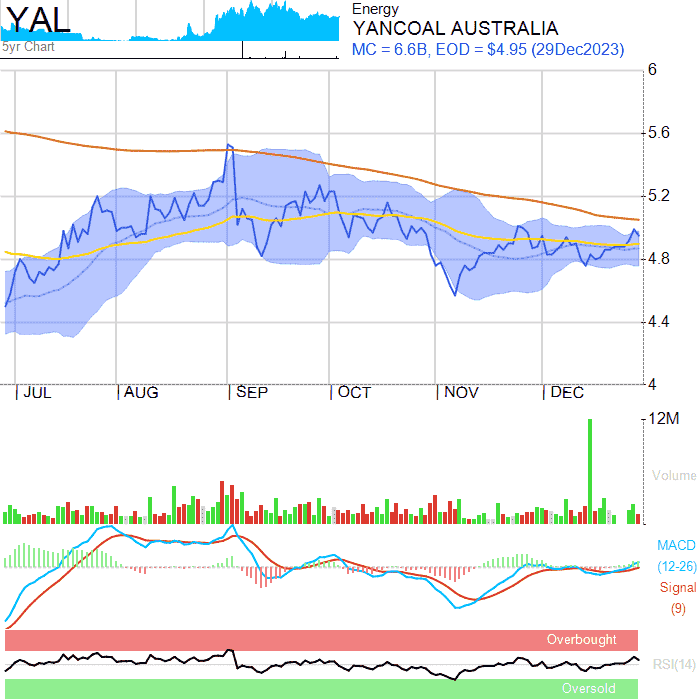 YAL
5yr Chart
Energy
YANCOAL AUSTRALIA
MC = 6.6B, EOD = $4.95 (29Dec2023)
6
5.6
5.2
4.8
4.4
4
JUL
AUG
SEP
OCT
NOV
DEC
12M
Volume
MACD
(12-26)
Signal
(9)
Overbought
RSI(14)
Oversold